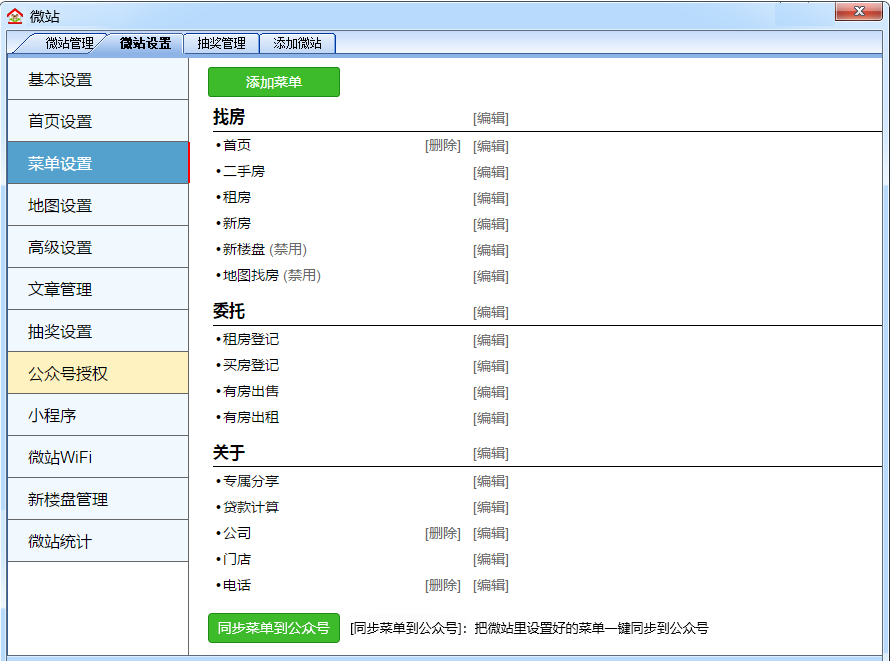 微站
微站管理 微站设置 抽奖管理 添加微站
基本设置
首页设置
菜单设置
地图设置
高级设置
文章管理
抽奖设置
公众号授权
小程序
微站WiFi
新楼盘管理
微站统计
添加菜单
找房 [编辑]
•首页 [删除] [编辑]
•二手房 [编辑]
•租房 [编辑]
•新房 [编辑]
•新楼盘 (禁用) [编辑]
•地图找房 (禁用) [编辑]
委托 [编辑]
•租房登记 [编辑]
•买房登记 [编辑]
•有房出售 [编辑]
•有房出租 [编辑]
关于 [编辑]
•专属分享 [编辑]
•贷款计算 [编辑]
•公司 [删除] [编辑]
•门店 [编辑]
•电话 [删除] [编辑]
同步菜单到公众号 [同步菜单到公众号]：把微站里设置好的菜单一键同步到公众号